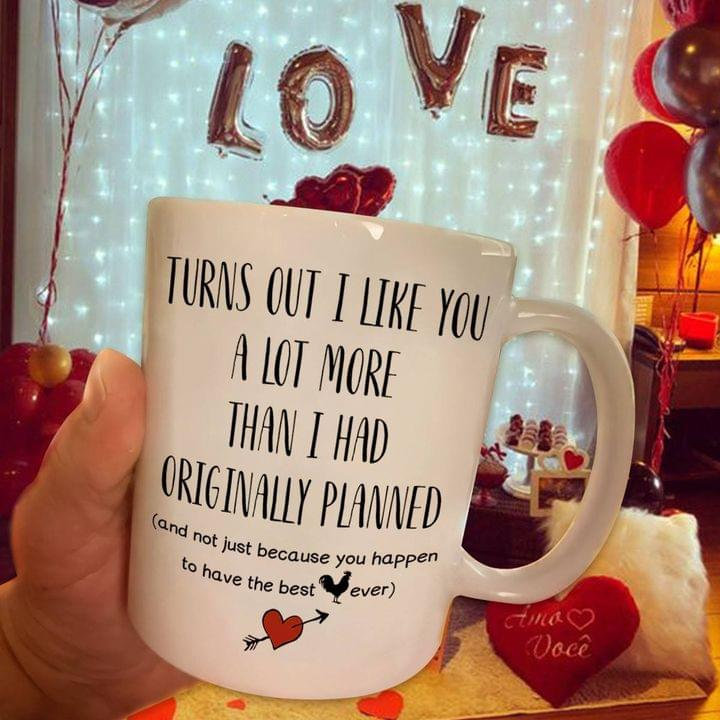 LOVE
TURNS OUT I LIKE YOU
A LOT MORE
THAN I HAD
ORIGINALLY PLANNED
(and not just because you happen
to have the best ever)
Amo
Você